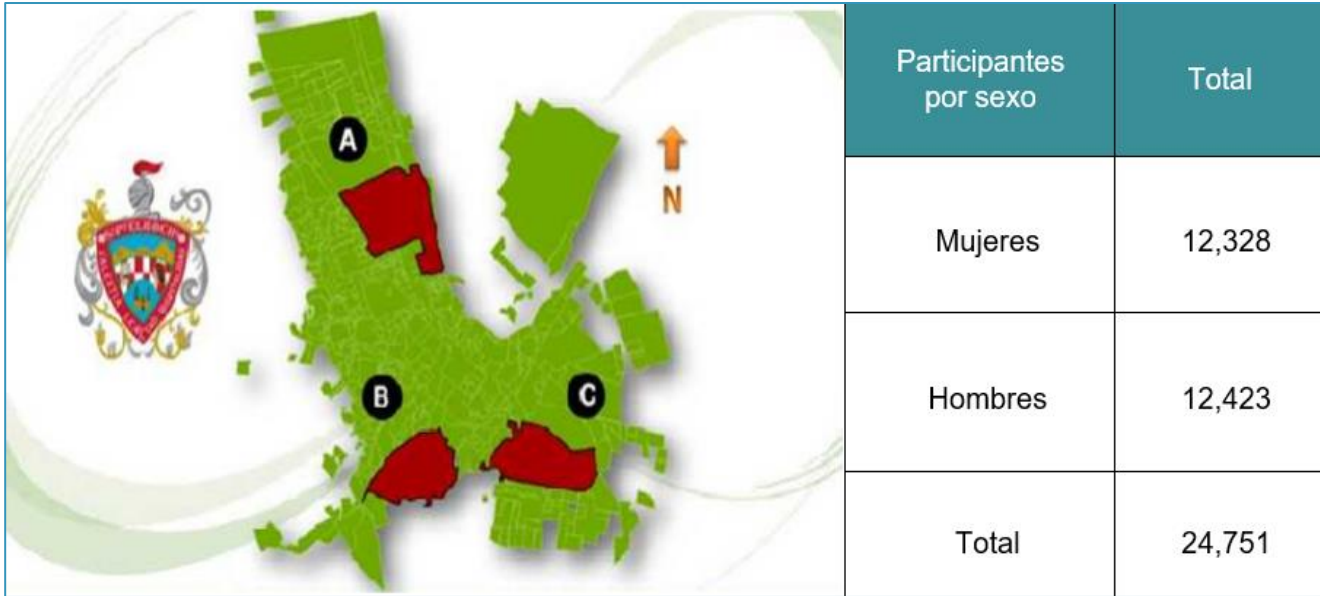 A
N
B
C
Participantes
por sexo
Total
Mujeres
12,328
Hombres
12,423
Total
24,751